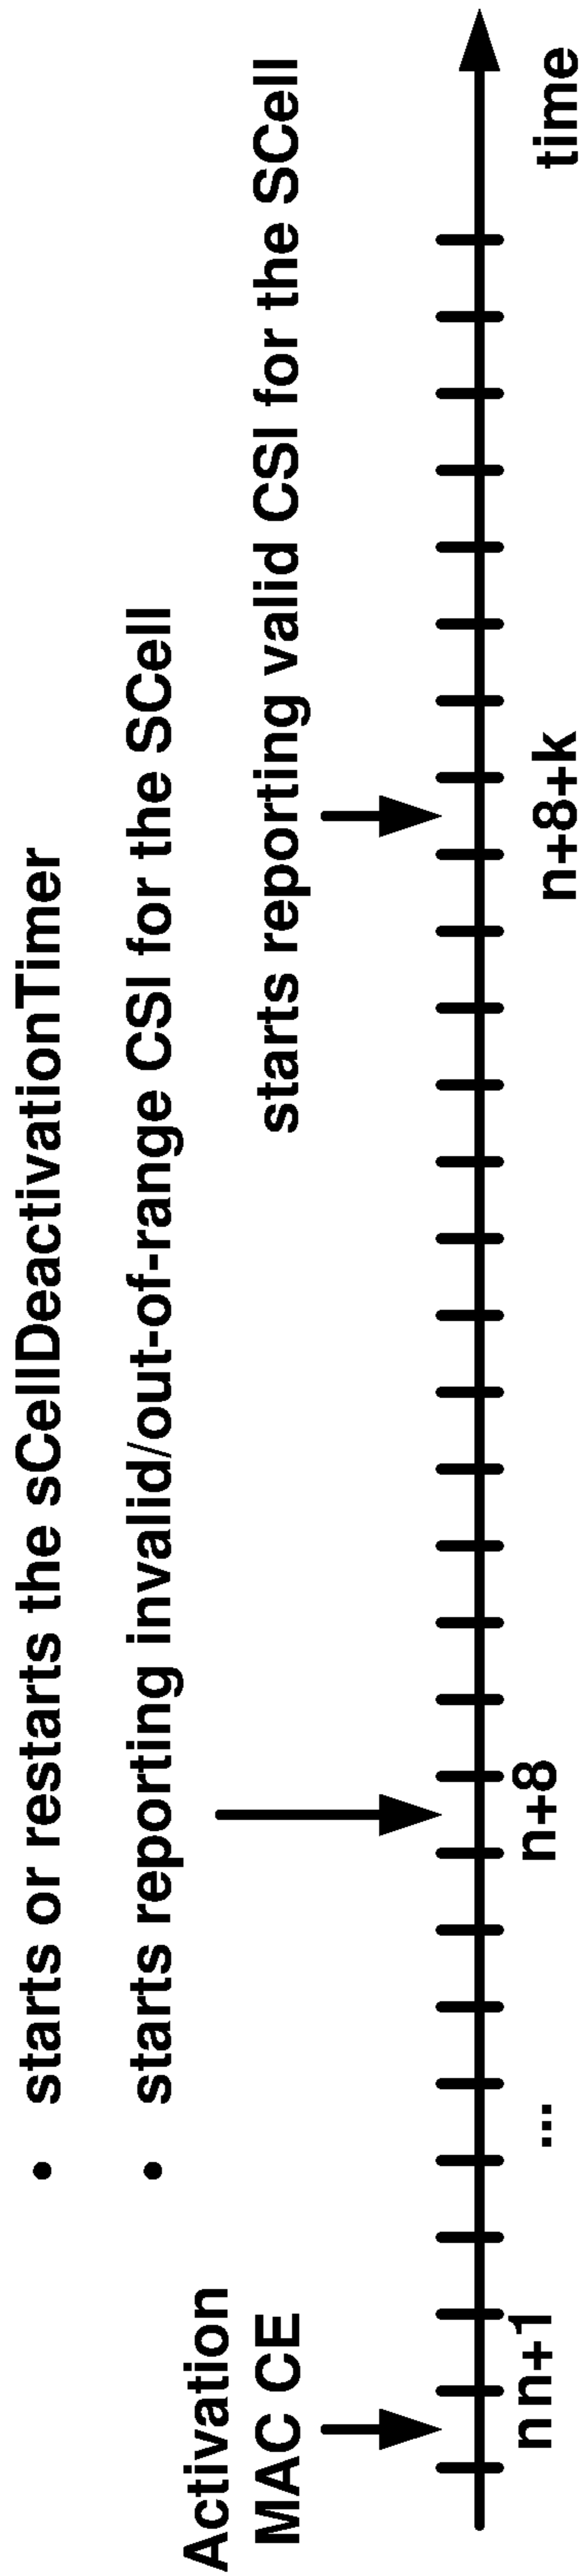 • starts or restarts the sCellDeactivationTimer
• starts reporting invalid/out-of-range CSI for the SCell
Activation
MAC CE
starts reporting valid CSI for the SCell
n n+1 ... n+8 n+8+k time